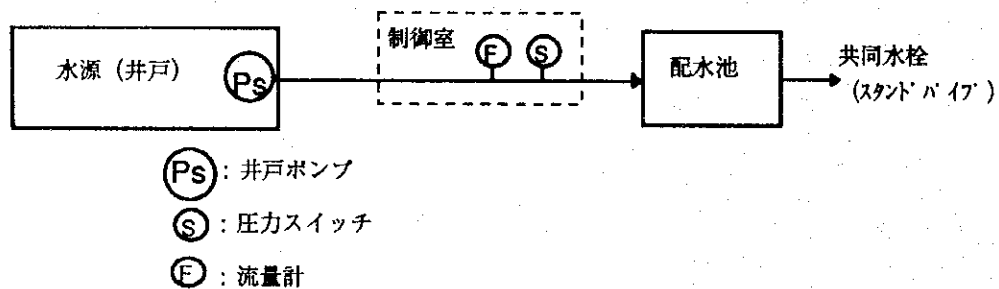 制御室
F S
水源（井戸） Ps
配水池
共同水栓
（スタンドパイプ）
Ps：井戸ポンプ
S：圧力スイッチ
F：流量計